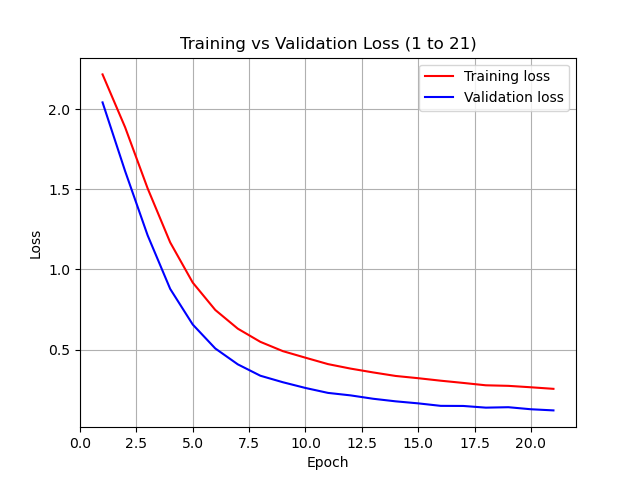 Training vs Validation Loss (1 to 21)
Training loss
Validation loss
Loss
2.0
1.5
1.0
0.5
0.0 2.5 5.0 7.5 10.0 12.5 15.0 17.5 20.0
Epoch